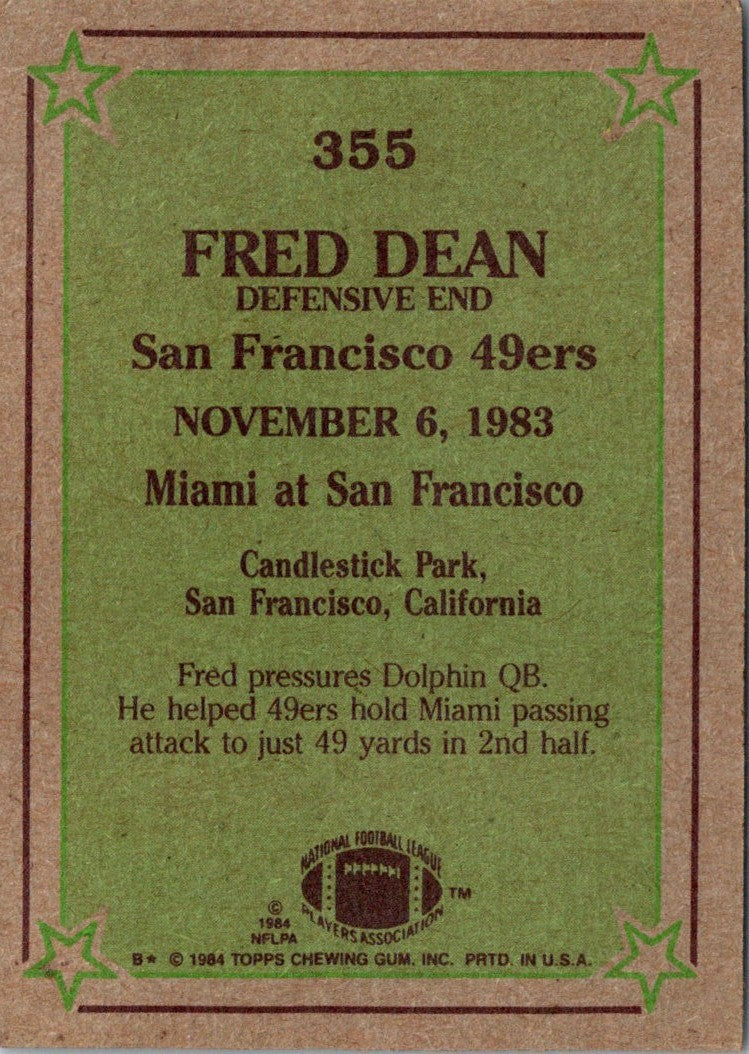 355
FRED DEAN
DEFENSIVE END
San Francisco 49ers
NOVEMBER 6, 1983
Miami at San Francisco
Candlestick Park,
San Francisco, California
Fred pressures Dolphin QB.
He helped 49ers hold Miami passing
attack to just 49 yards in 2nd half.
NATIONAL FOOTBALL LEAGUE
PLAYERS ASSOCIATION
TM
©
1984
NFLPA
B* © 1984 TOPPS CHEWING GUM, INC. PRTD. IN U.S.A.